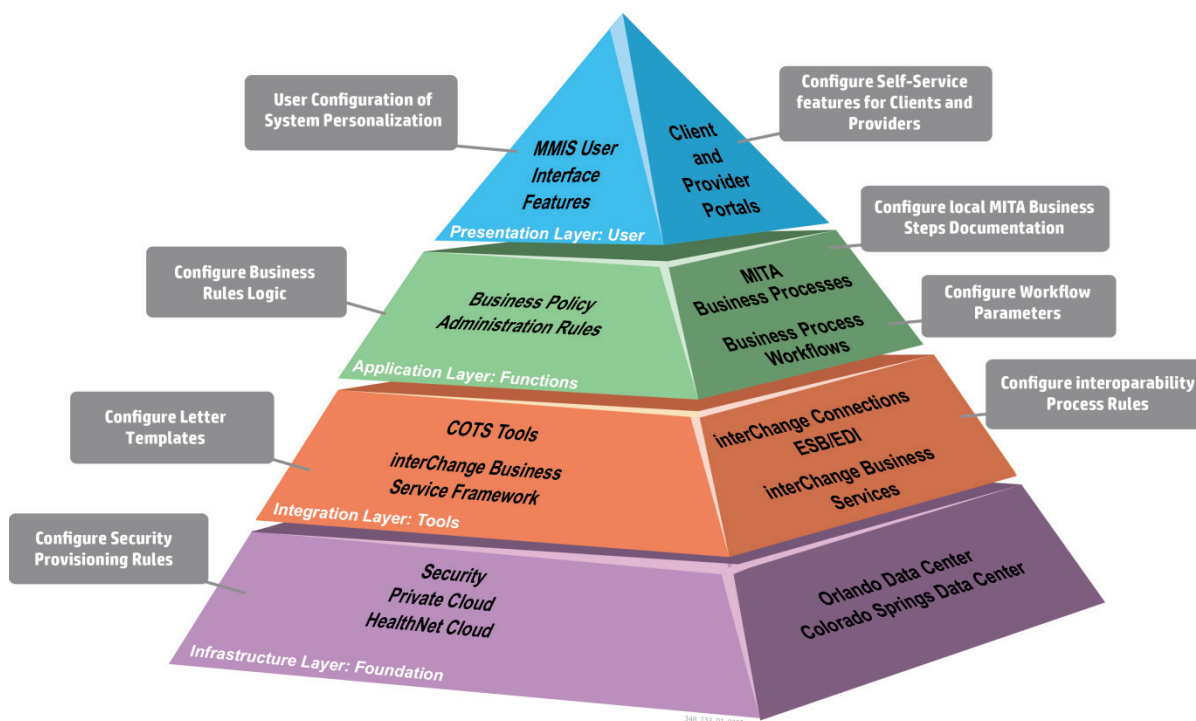 User Configuration of
System Personalization
Configure Self-Service
features for Clients and
Providers
MMIS User
Interface
Features
Client
and
Provider
Portals
Presentation Layer: User
Configure local MITA Business
Steps Documentation
Configure Business
Rules Logic
Business Policy
Administration Rules
MITA
Business Processes
Business Process
Workflows
Configure Workflow
Parameters
Application Layer: Functions
Configure interoparability
Process Rules
Configure Letter
Templates
COTS Tools
interChange Business
Service Framework
interChange Connections
ESB/EDI
interChange Business
Services
Integration Layer: Tools
Configure Security
Provisioning Rules
Security
Private Cloud
HealthNet Cloud
Orlando Data Center
Colorado Springs Data Center
Infrastructure Layer: Foundation